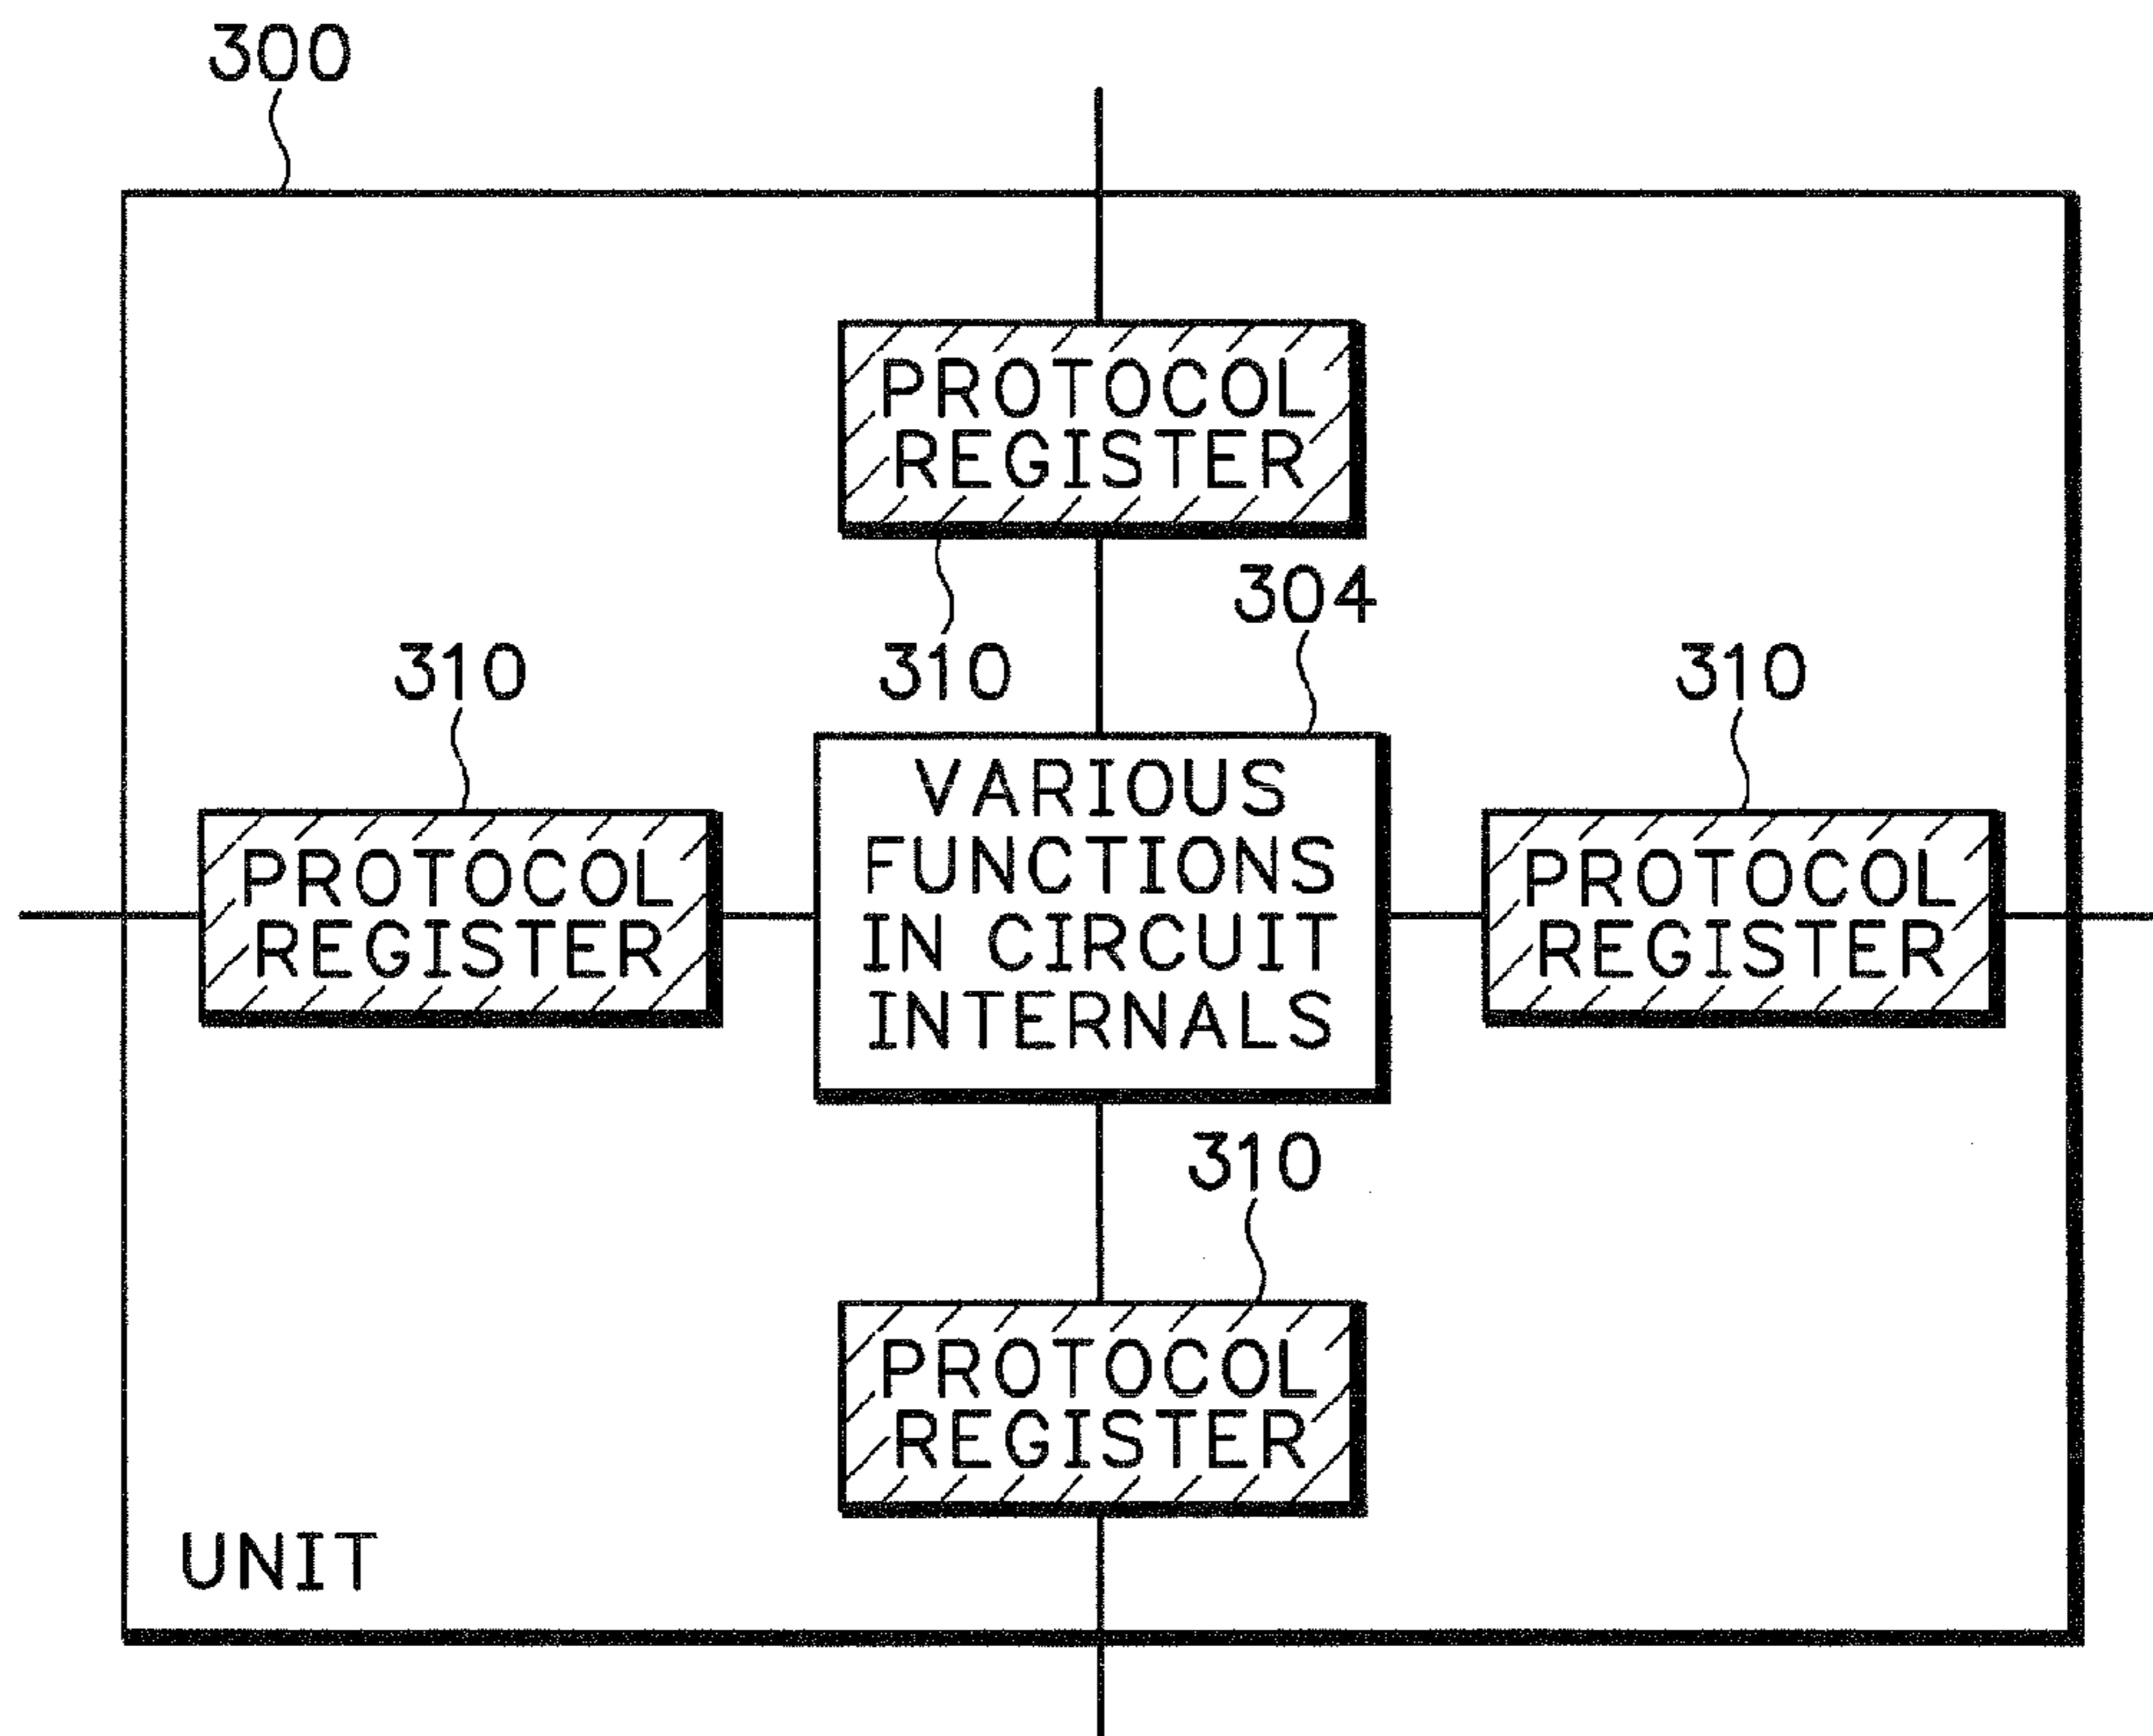 300
PROTOCOL
REGISTER
304
310
310
310
VARIOUS
FUNCTIONS
IN CIRCUIT
INTERNALS
PROTOCOL
REGISTER
PROTOCOL
REGISTER
310
PROTOCOL
REGISTER
UNIT